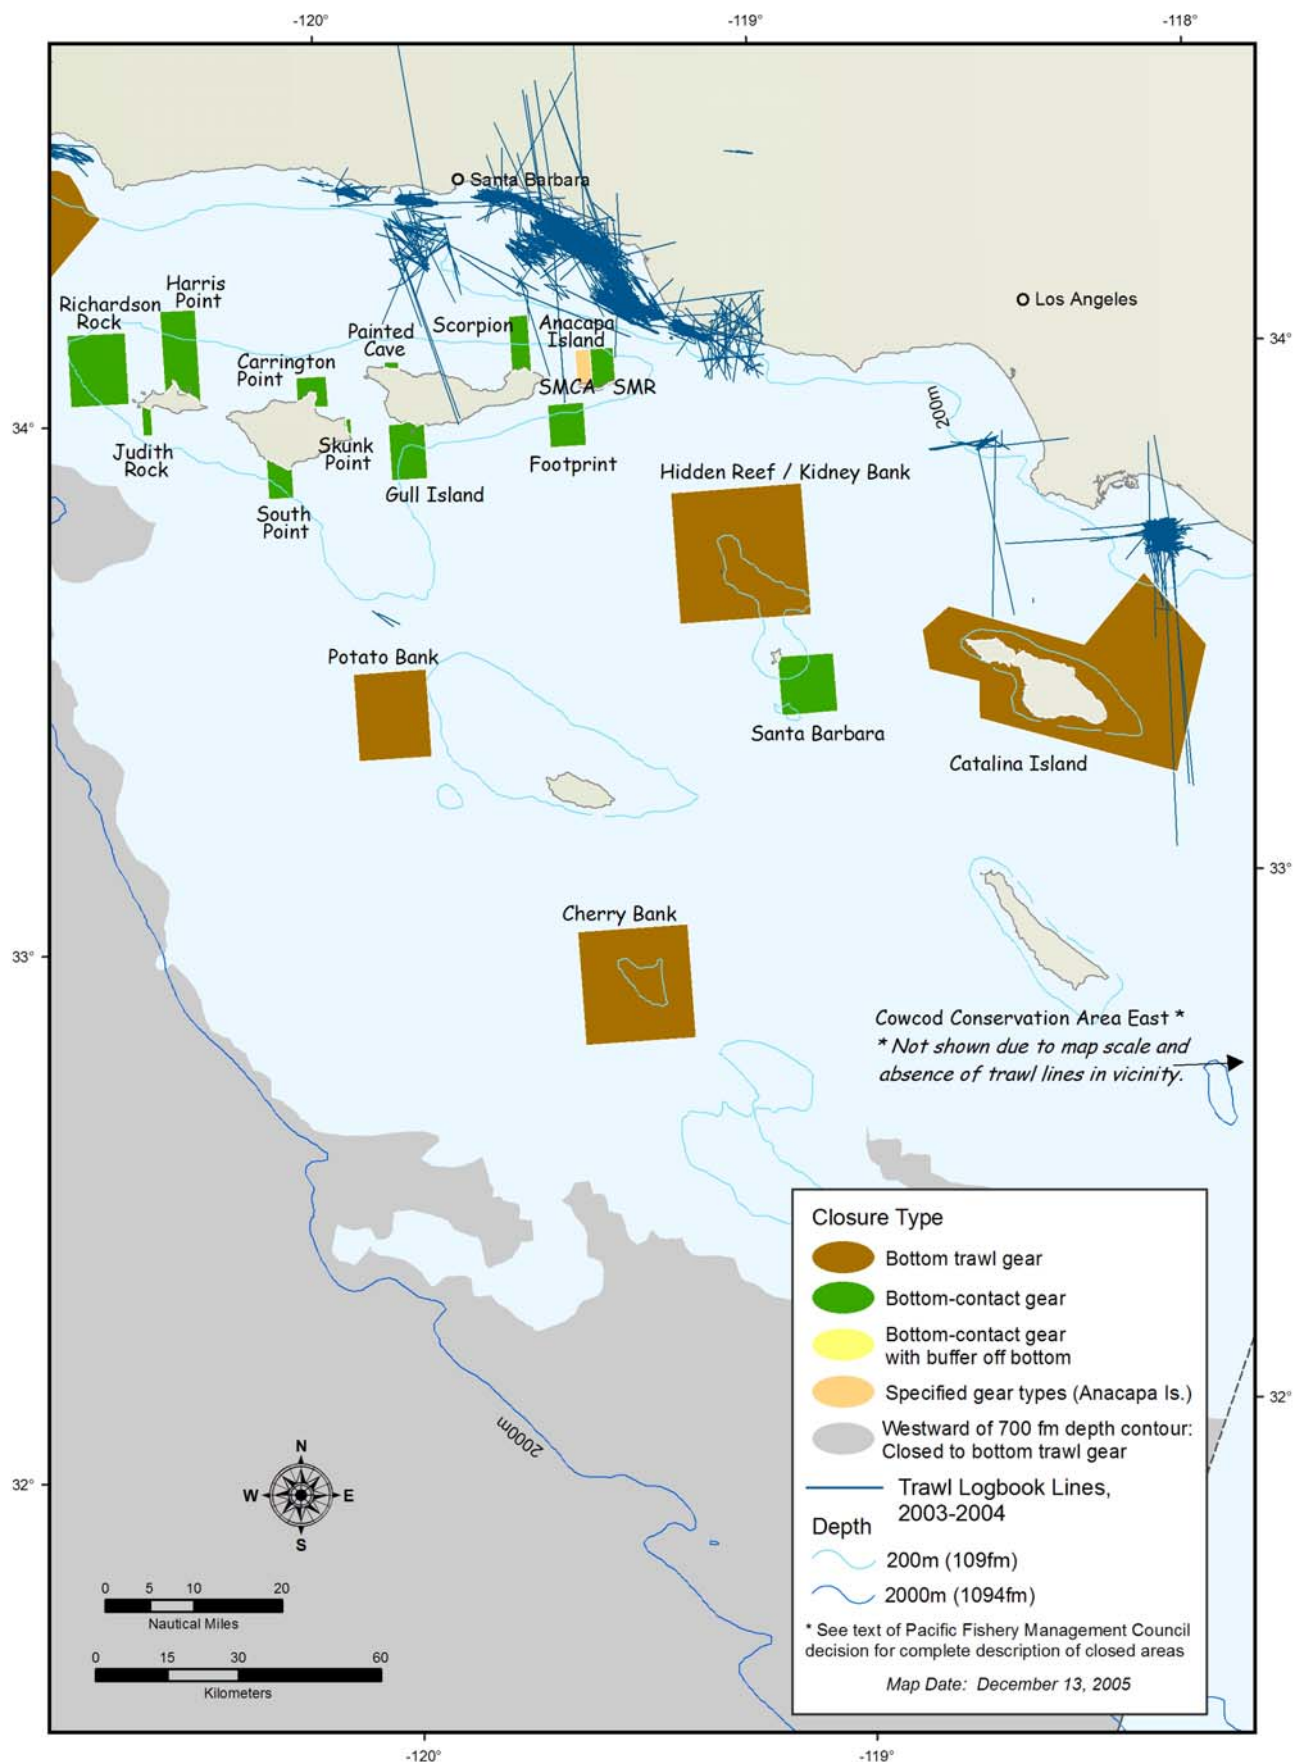 -120°
-119°
-118°
Santa Barbara
Los Angeles
Harris
Point
Richardson
Rock
Painted
Cave
Scorpion
Anacapa
Island
34°
Carrington
Point
SMCA
SMR
200m
34°
Judith
Rock
Skunk
Point
Footprint
Hidden Reef / Kidney Bank
Gull Island
South
Point
Potato Bank
Santa Barbara
Catalina Island
33°
Cherry Bank
33°
Cowcod Conservation Area East *
* Not shown due to map scale and
absence of trawl lines in vicinity.
Closure Type
Bottom trawl gear
Bottom-contact gear
Bottom-contact gear
with buffer off bottom
Specified gear types (Anacapa Is.)
Westward of 700 fm depth contour:
Closed to bottom trawl gear
Trawl Logbook Lines,
2003-2004
Depth
200m (109fm)
2000m (1094fm)
* See text of Pacific Fishery Management Council
decision for complete description of closed areas
Map Date: December 13, 2005
32°
2000m
32°
N
W
E
S
0 5 10 20
Nautical Miles
0 15 30 60
Kilometers
-120°
-119°